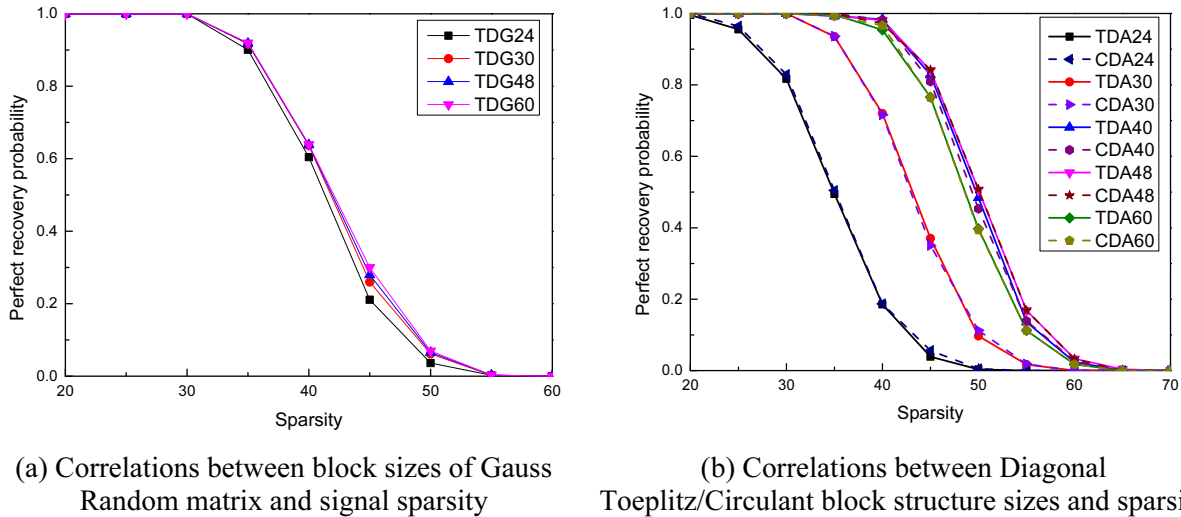 1.0
0.8
0.6
0.4
0.2
0.0
20 30 40 50 60
Perfect recovery probability
Sparsity
TDG24
TDG30
TDG48
TDG60
(a) Correlations between block sizes of Gauss
Random matrix and signal sparsity
1.0
0.8
0.6
0.4
0.2
0.0
20 30 40 50 60 70
Perfect recovery probability
Sparsity
TDA24
CDA24
TDA30
CDA30
TDA40
CDA40
TDA48
CDA48
TDA60
CDA60
(b) Correlations between Diagonal
Toeplitz/Circulant block structure sizes and sparsi